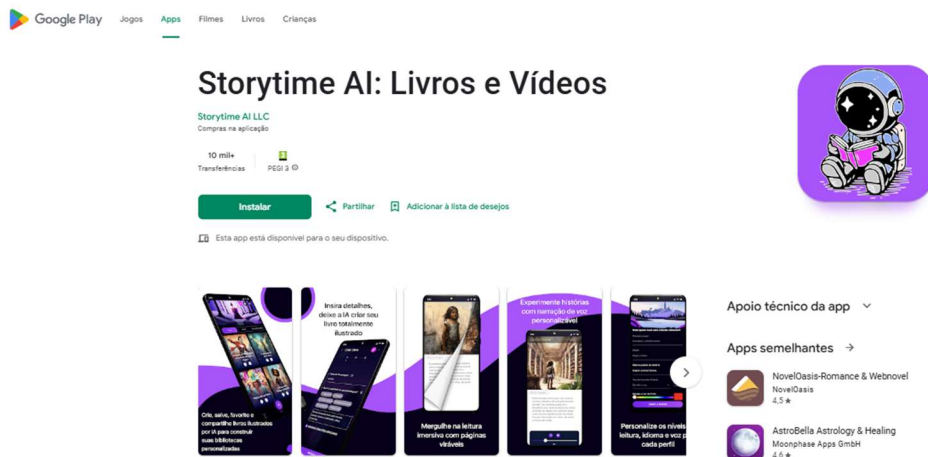 Google Play Jogos Apps Filmes Livros Crianças
Storytime AI: Livros e Vídeos
Storytime AI LLC
Compras na aplicação
10 mil+
Transferências
3
PEGI 3
Instalar Partilhar Adicionar à lista de desejos
Esta app está disponível para o seu dispositivo.
Crie, salve, favorite e
compartilhe livros ilustrados
por IA para construir
suas bibliotecas
personalizadas
Insira detalhes,
deixe a IA criar seu
livro totalmente
ilustrado
Mergulhe na leitura
imersiva com páginas
viráveis
Experimente histórias
com narração de voz
personalizável
Personalize os níveis
leitura, idioma e voz p
cada perfil
Apoio técnico da app
Apps semelhantes
NovelOasis-Romance & Webnovel
NovelOasis
4,5 ★
AstroBella Astrology & Healing
Moonphase Apps GmbH
4,6 ★